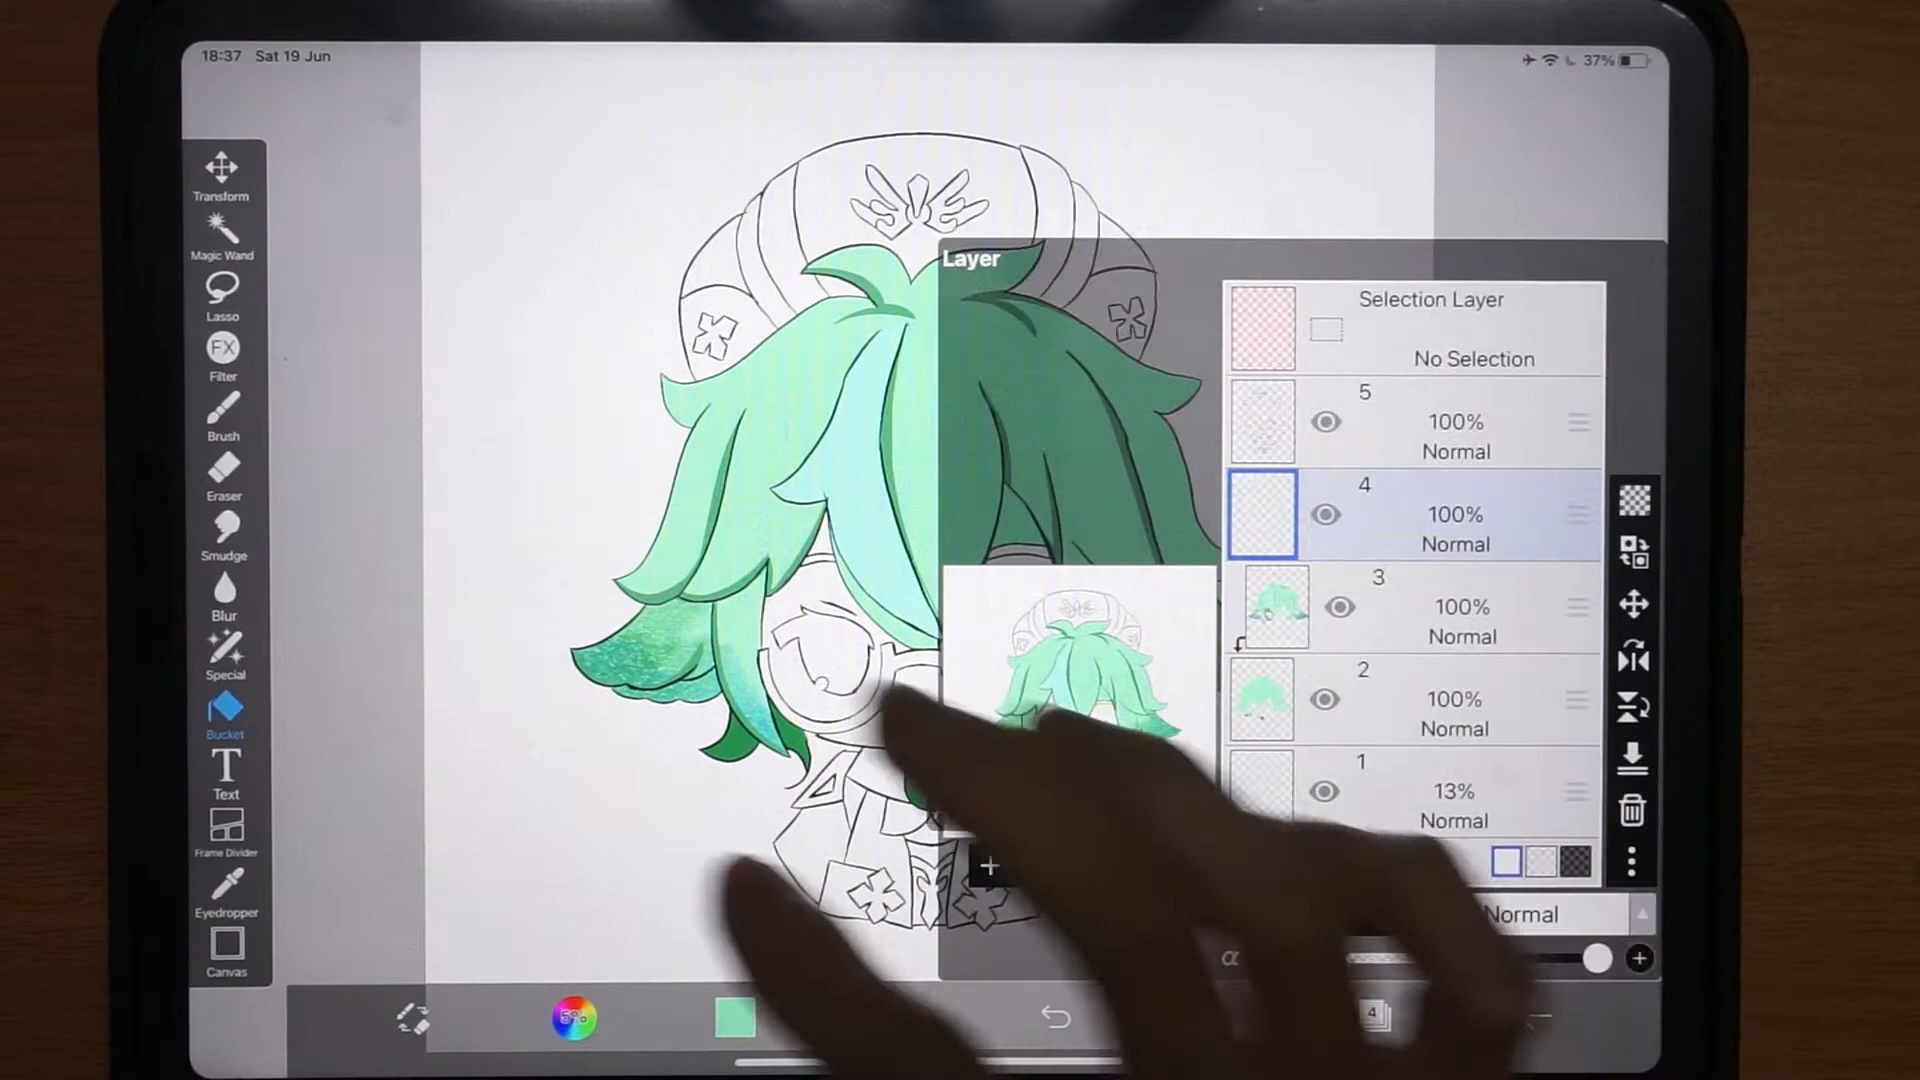 18:37 Sat 19 Jun
37%
Transform
Magic Wand
Lasso
FX
Filter
Brush
Eraser
Smudge
Blur
Special
Bucket
T
Text
Frame Divider
Eyedropper
Canvas
Layer
Selection Layer
No Selection
5
100%
Normal
4
100%
Normal
3
100%
Normal
2
100%
Normal
1
13%
Normal
+
Normal
α
+
5%
4